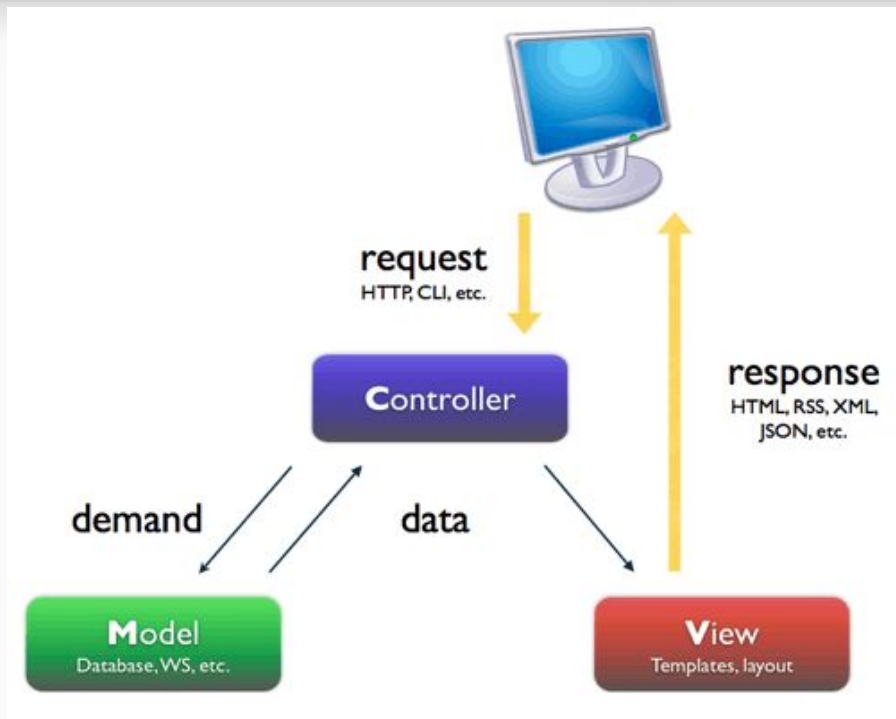 request
HTTP, CLI, etc.
response
HTML, RSS, XML,
JSON, etc.
Controller
demand
data
Model
Database, WS, etc.
View
Templates, layout